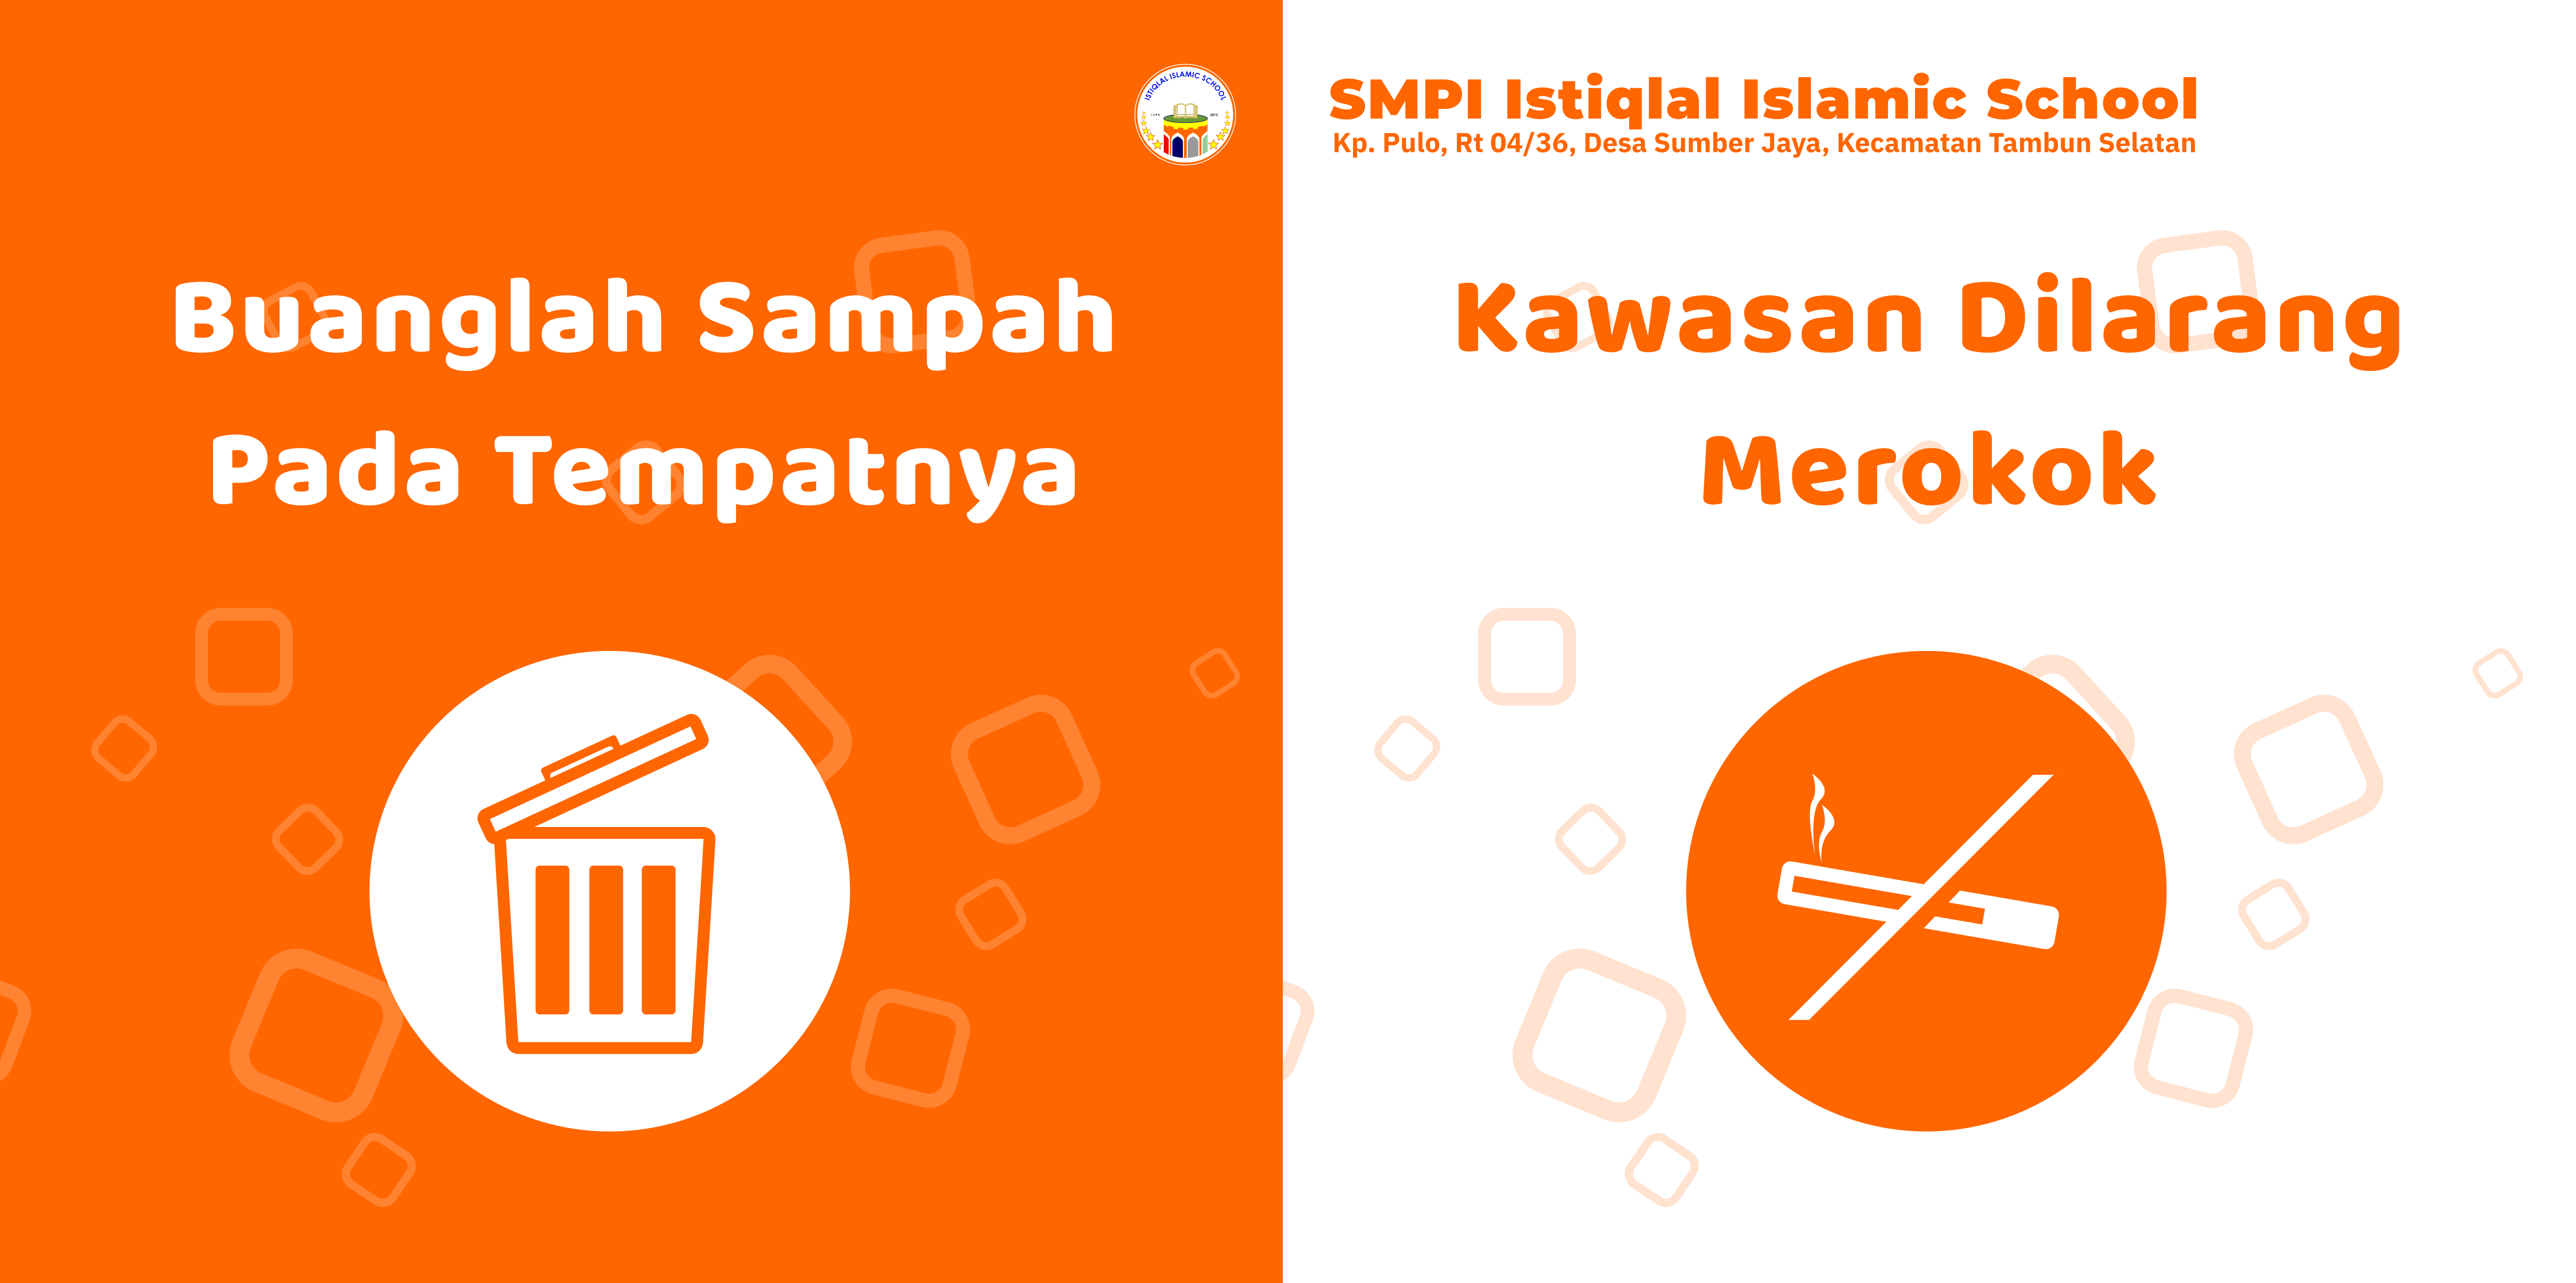 ISTIQLAL ISLAMIC SCHOOL
SMPI Istiqlal Islamic School
Kp. Pulo, Rt 04/36, Desa Sumber Jaya, Kecamatan Tambun Selatan
Buanglah Sampah
Pada Tempatnya
Kawasan Dilarang
Merokok